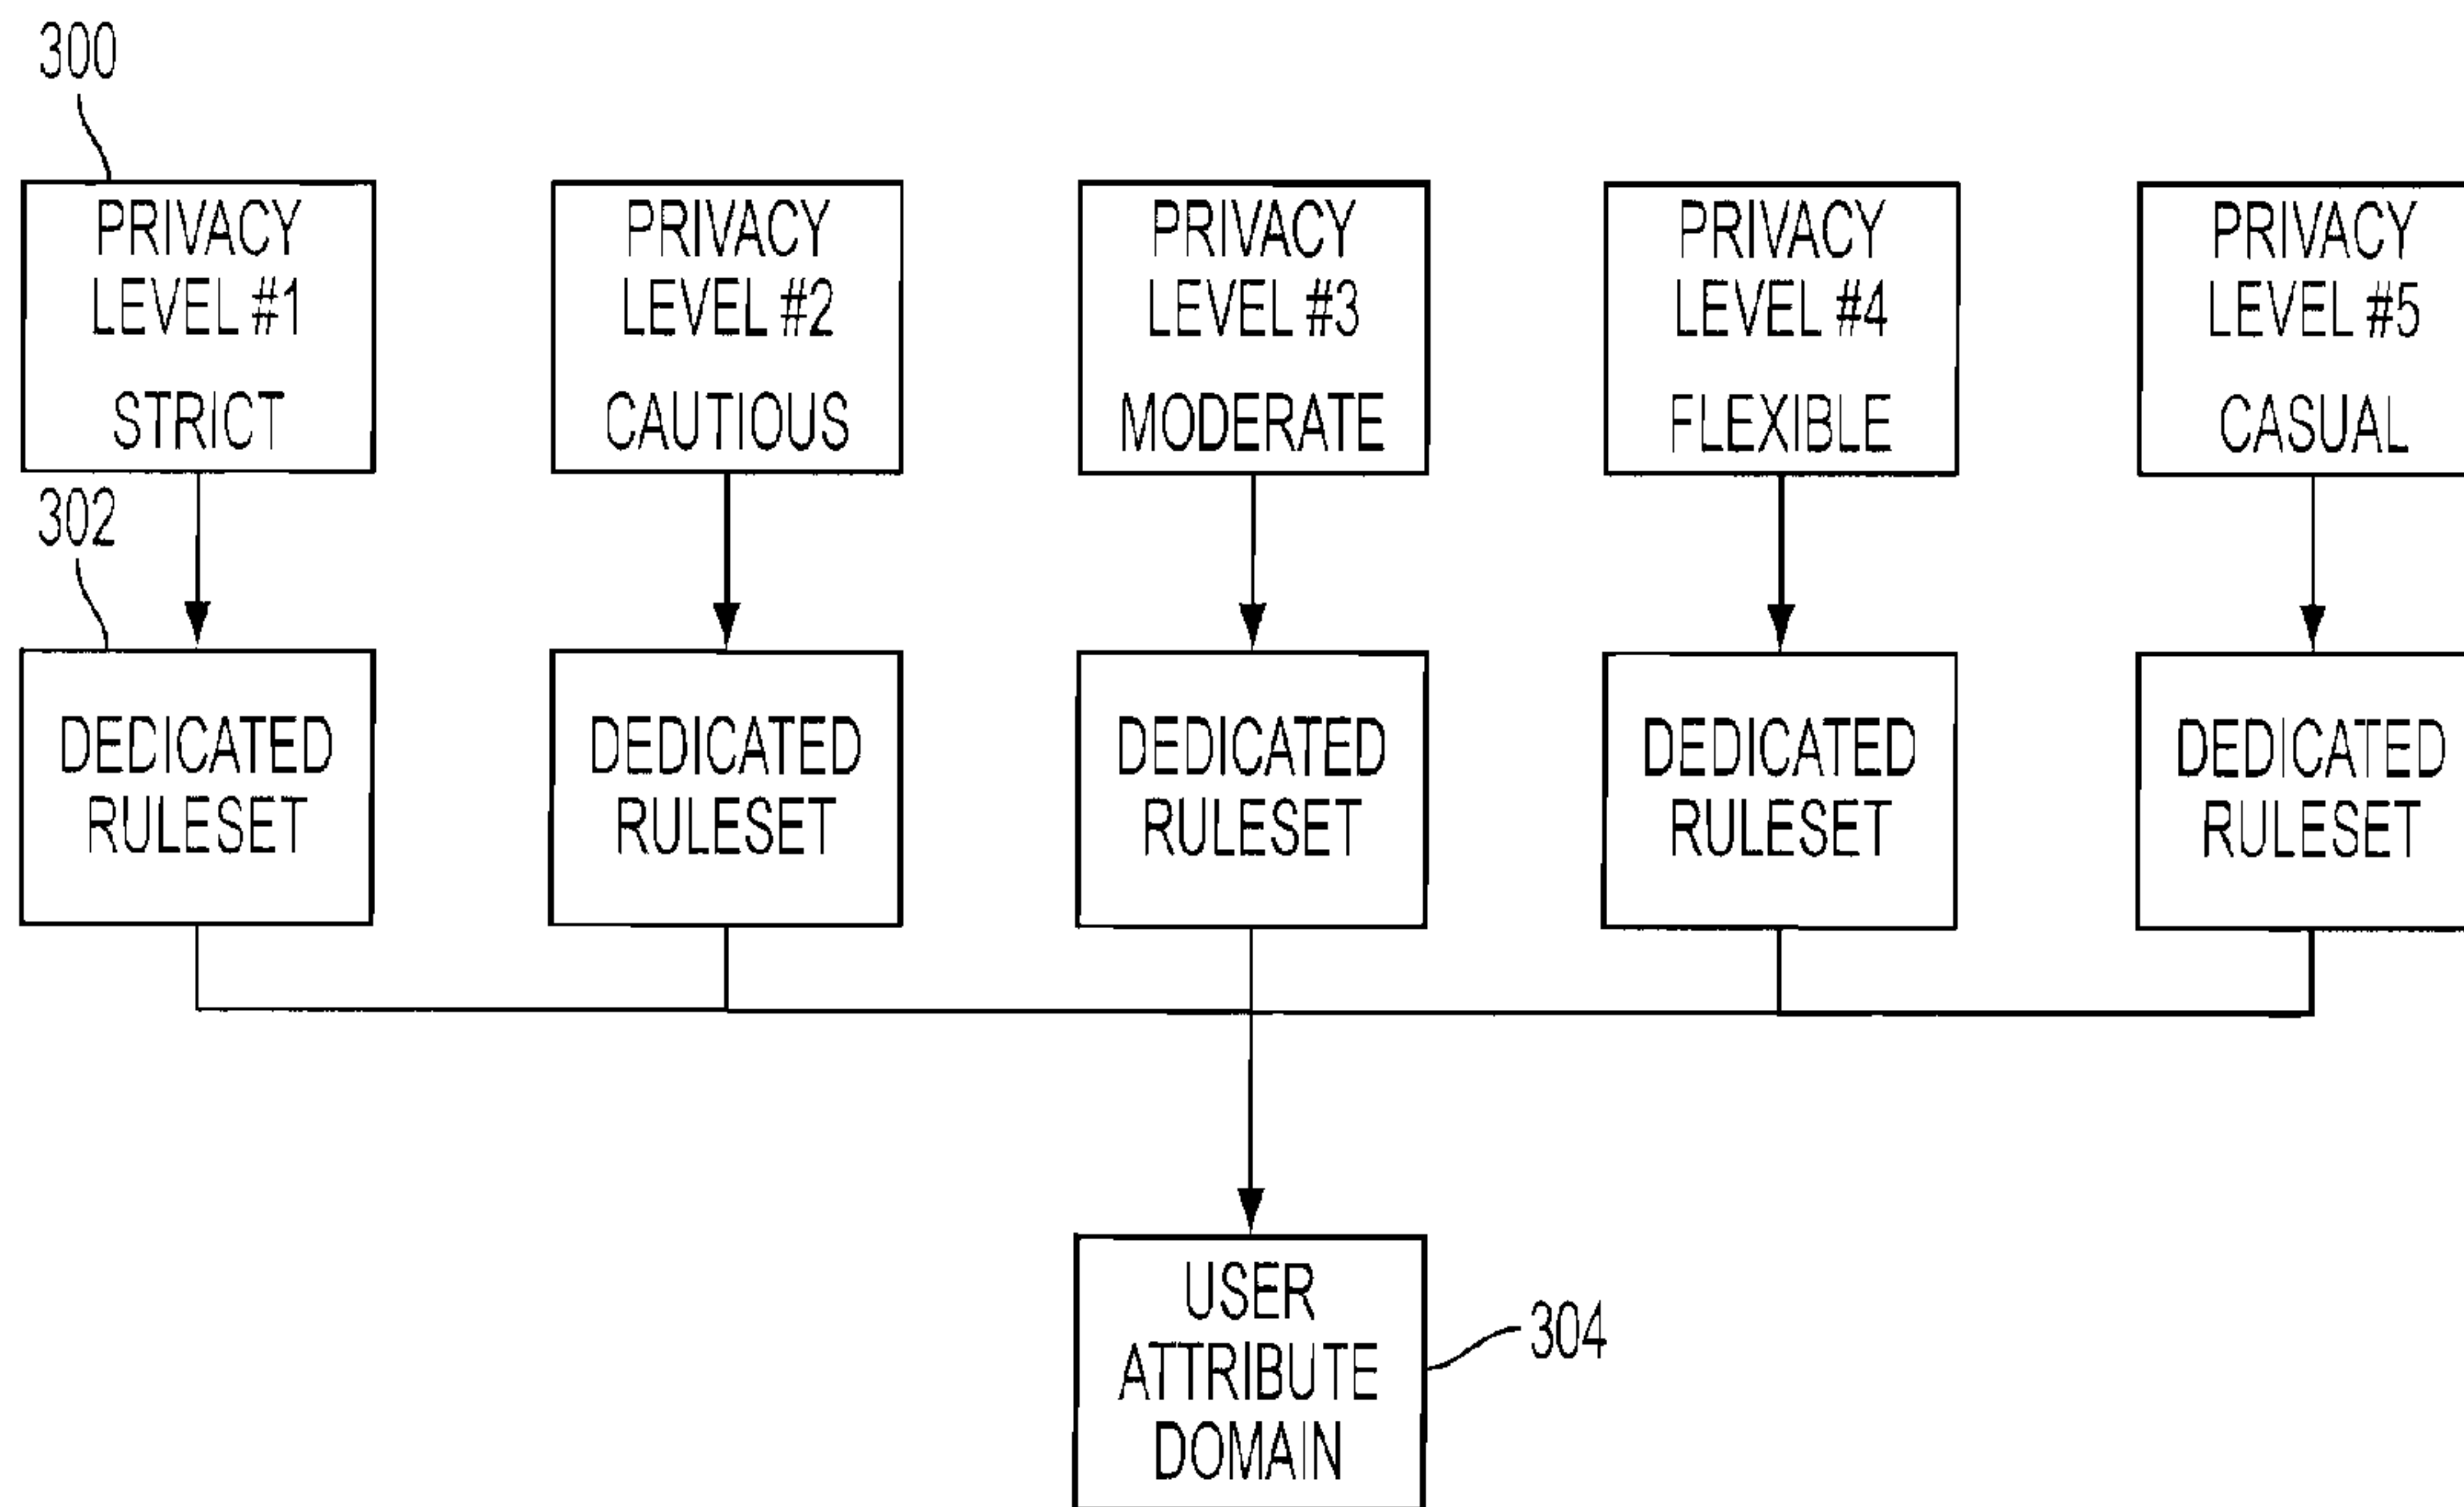 300
PRIVACY
LEVEL #1
STRICT
PRIVACY
LEVEL #2
CAUTIOUS
PRIVACY
LEVEL #3
MODERATE
PRIVACY
LEVEL #4
FLEXIBLE
PRIVACY
LEVEL #5
CASUAL
302
DEDICATED
RULESET
DEDICATED
RULESET
DEDICATED
RULESET
DEDICATED
RULESET
DEDICATED
RULESET
USER
ATTRIBUTE
DOMAIN
304